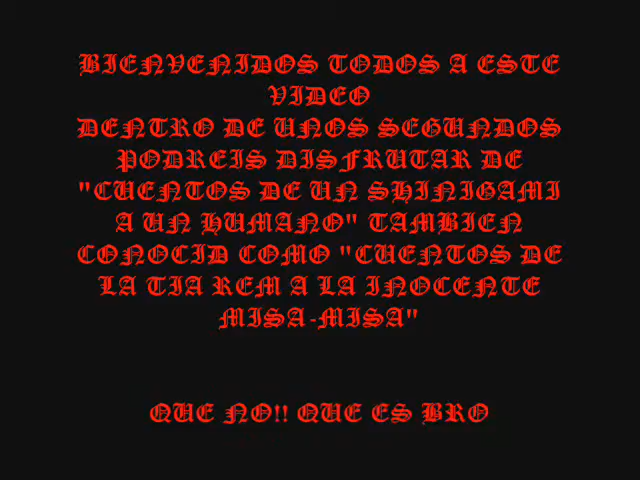 BIENVENIDOS TODOS A ESTE
VIDEO
DENTRO DE UNOS SEGUNDOS
PODREIS DISFRUTAR DE
"CUENTOS DE UN SHINIGAMI
A UN HUMANO" TAMBIEN
CONOCID COMO "CUENTOS DE
LA TIA REM A LA INOCENTE
MISA-MISA"
QUE NO!! QUE ES BRO